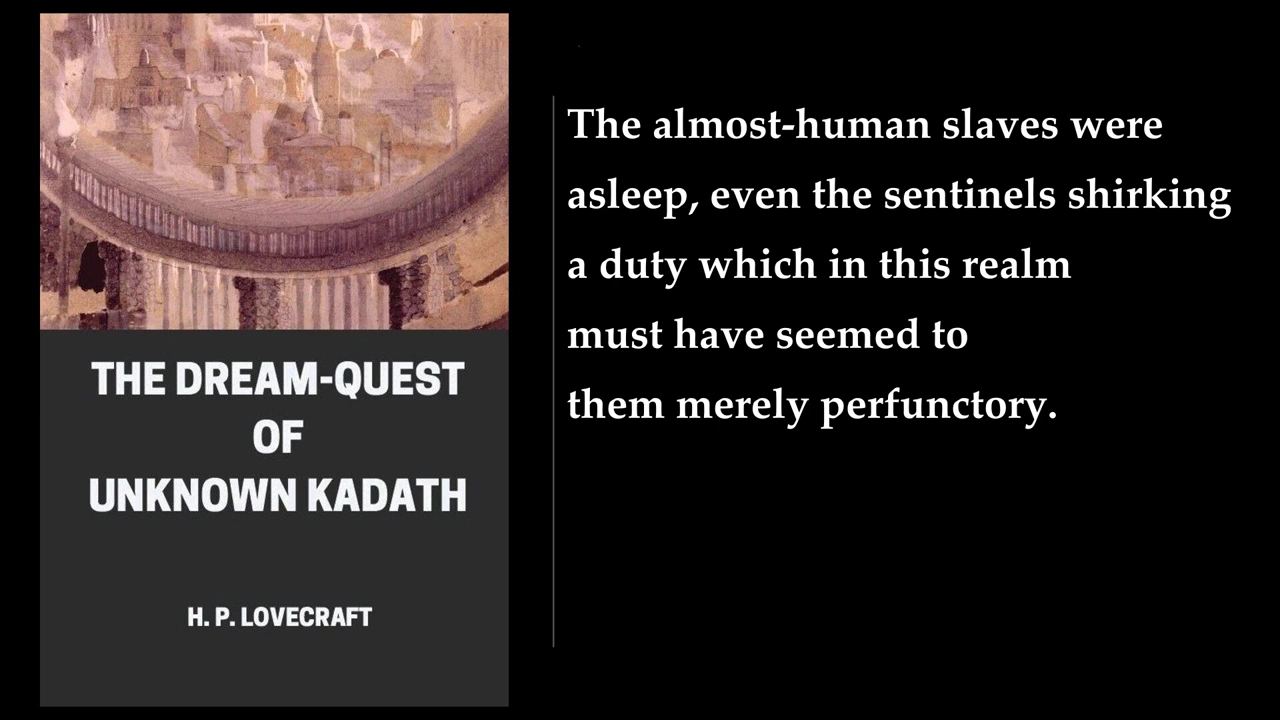 THE DREAM-QUEST
OF
UNKNOWN KADATH
H. P. LOVECRAFT
The almost-human slaves were
asleep, even the sentinels shirking
a duty which in this realm
must have seemed to
them merely perfunctory.